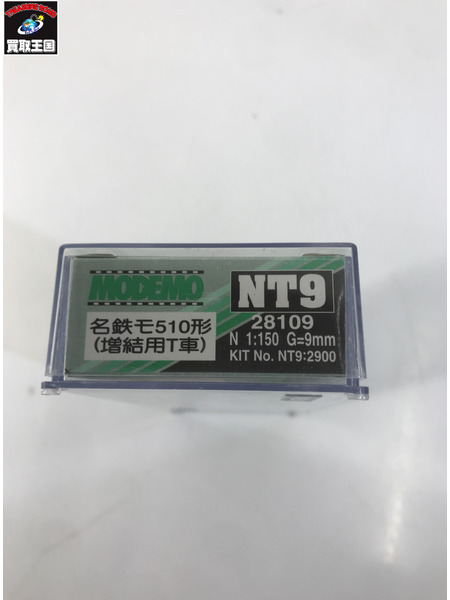 買取王国
MODEMO
NT9
名鉄モ510形
(増結用T車)
28109
N 1:150 G=9mm
KIT No. NT9:2900